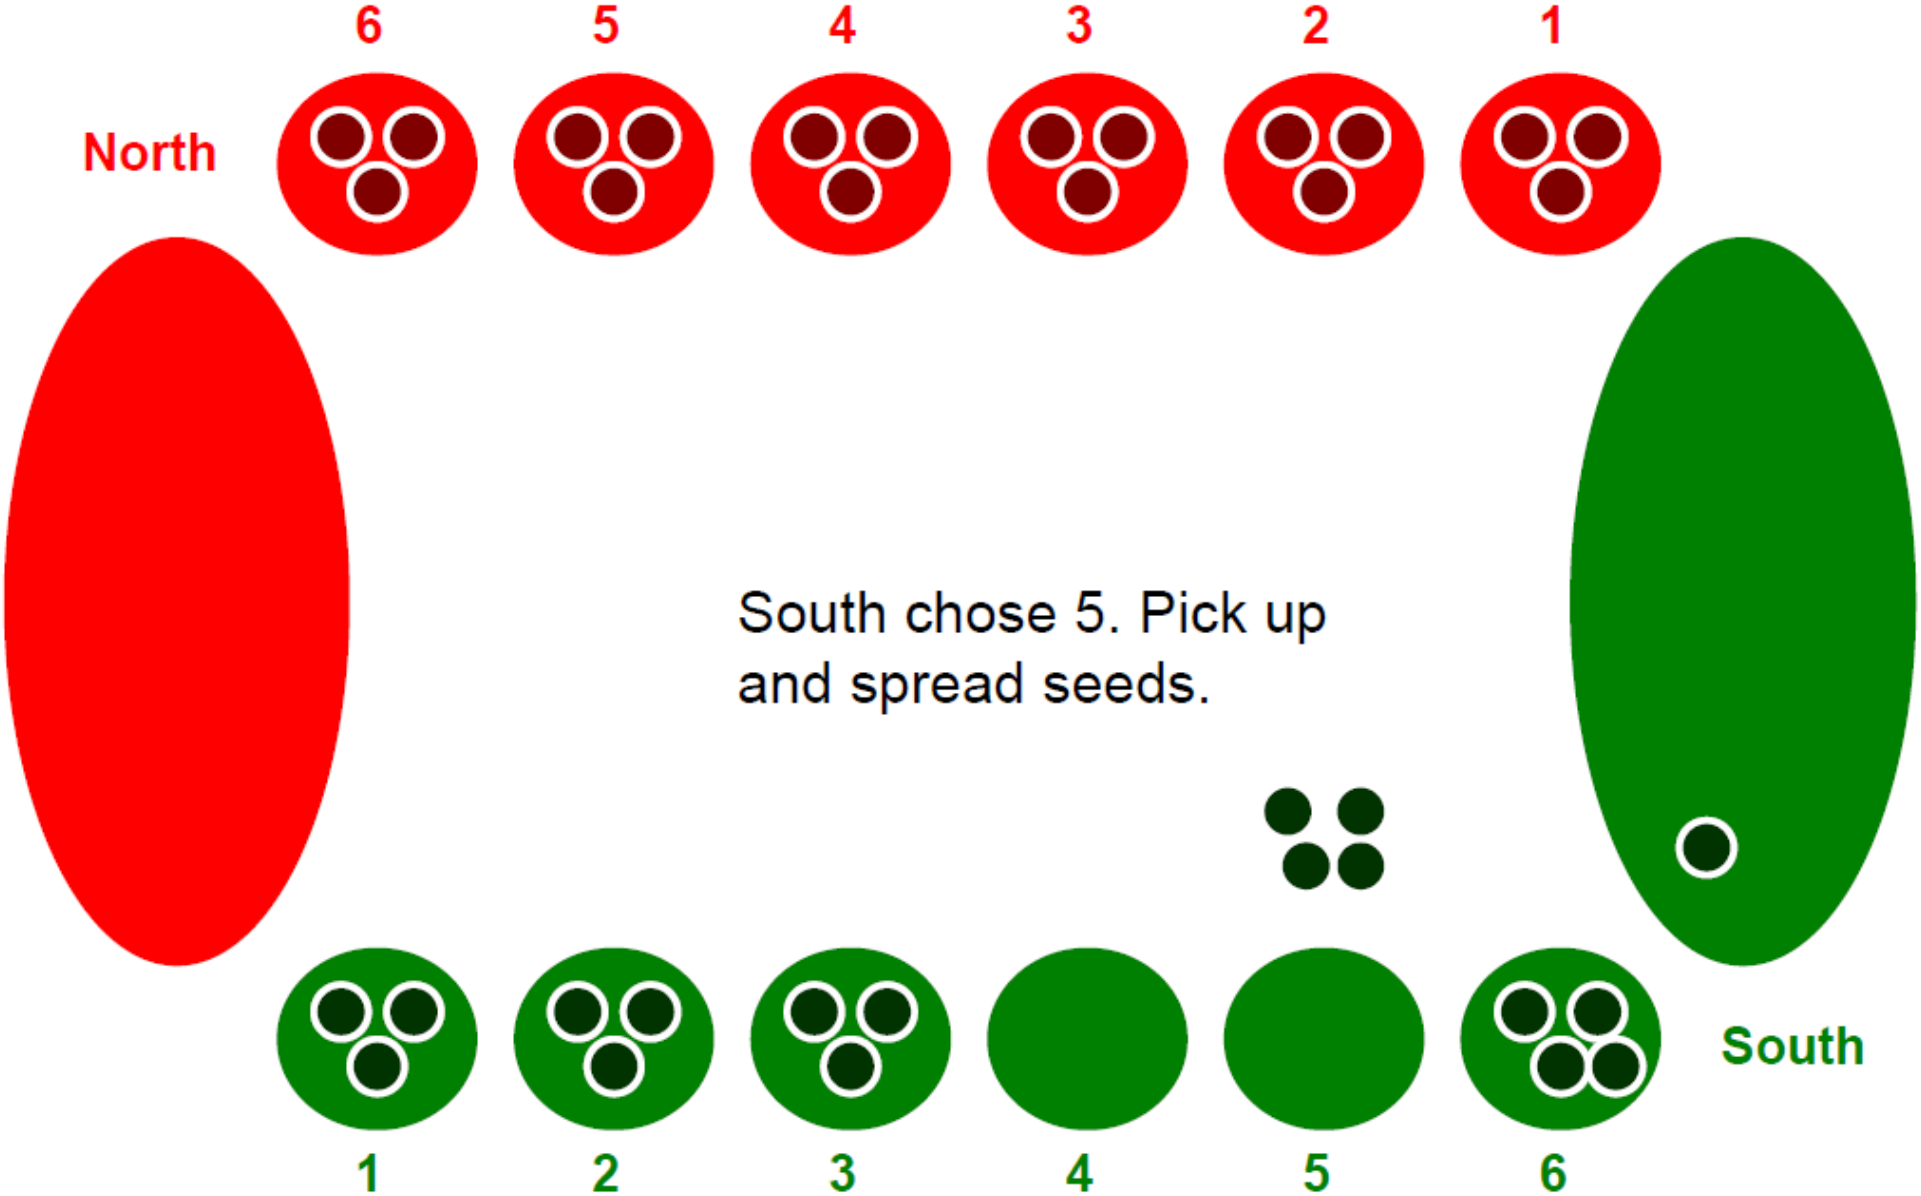 6 5 4 3 2 1
North
South chose 5. Pick up
and spread seeds.
South
1 2 3 4 5 6